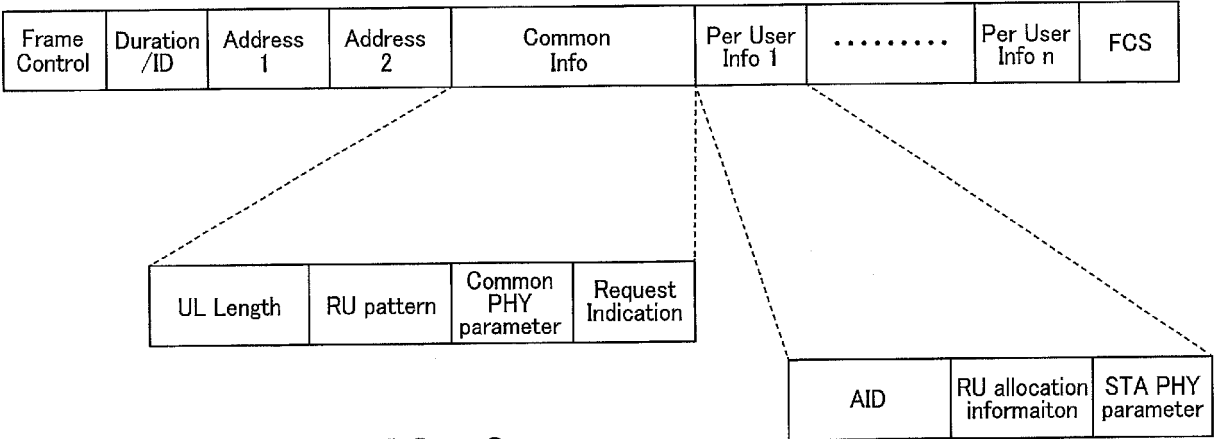 Frame
Control
Duration
/ID
Address
1
Address
2
Common
Info
Per User
Info 1
·········
Per User
Info n
FCS
UL Length
RU pattern
Common
PHY
parameter
Request
Indication
AID
RU allocation
informaiton
STA PHY
parameter